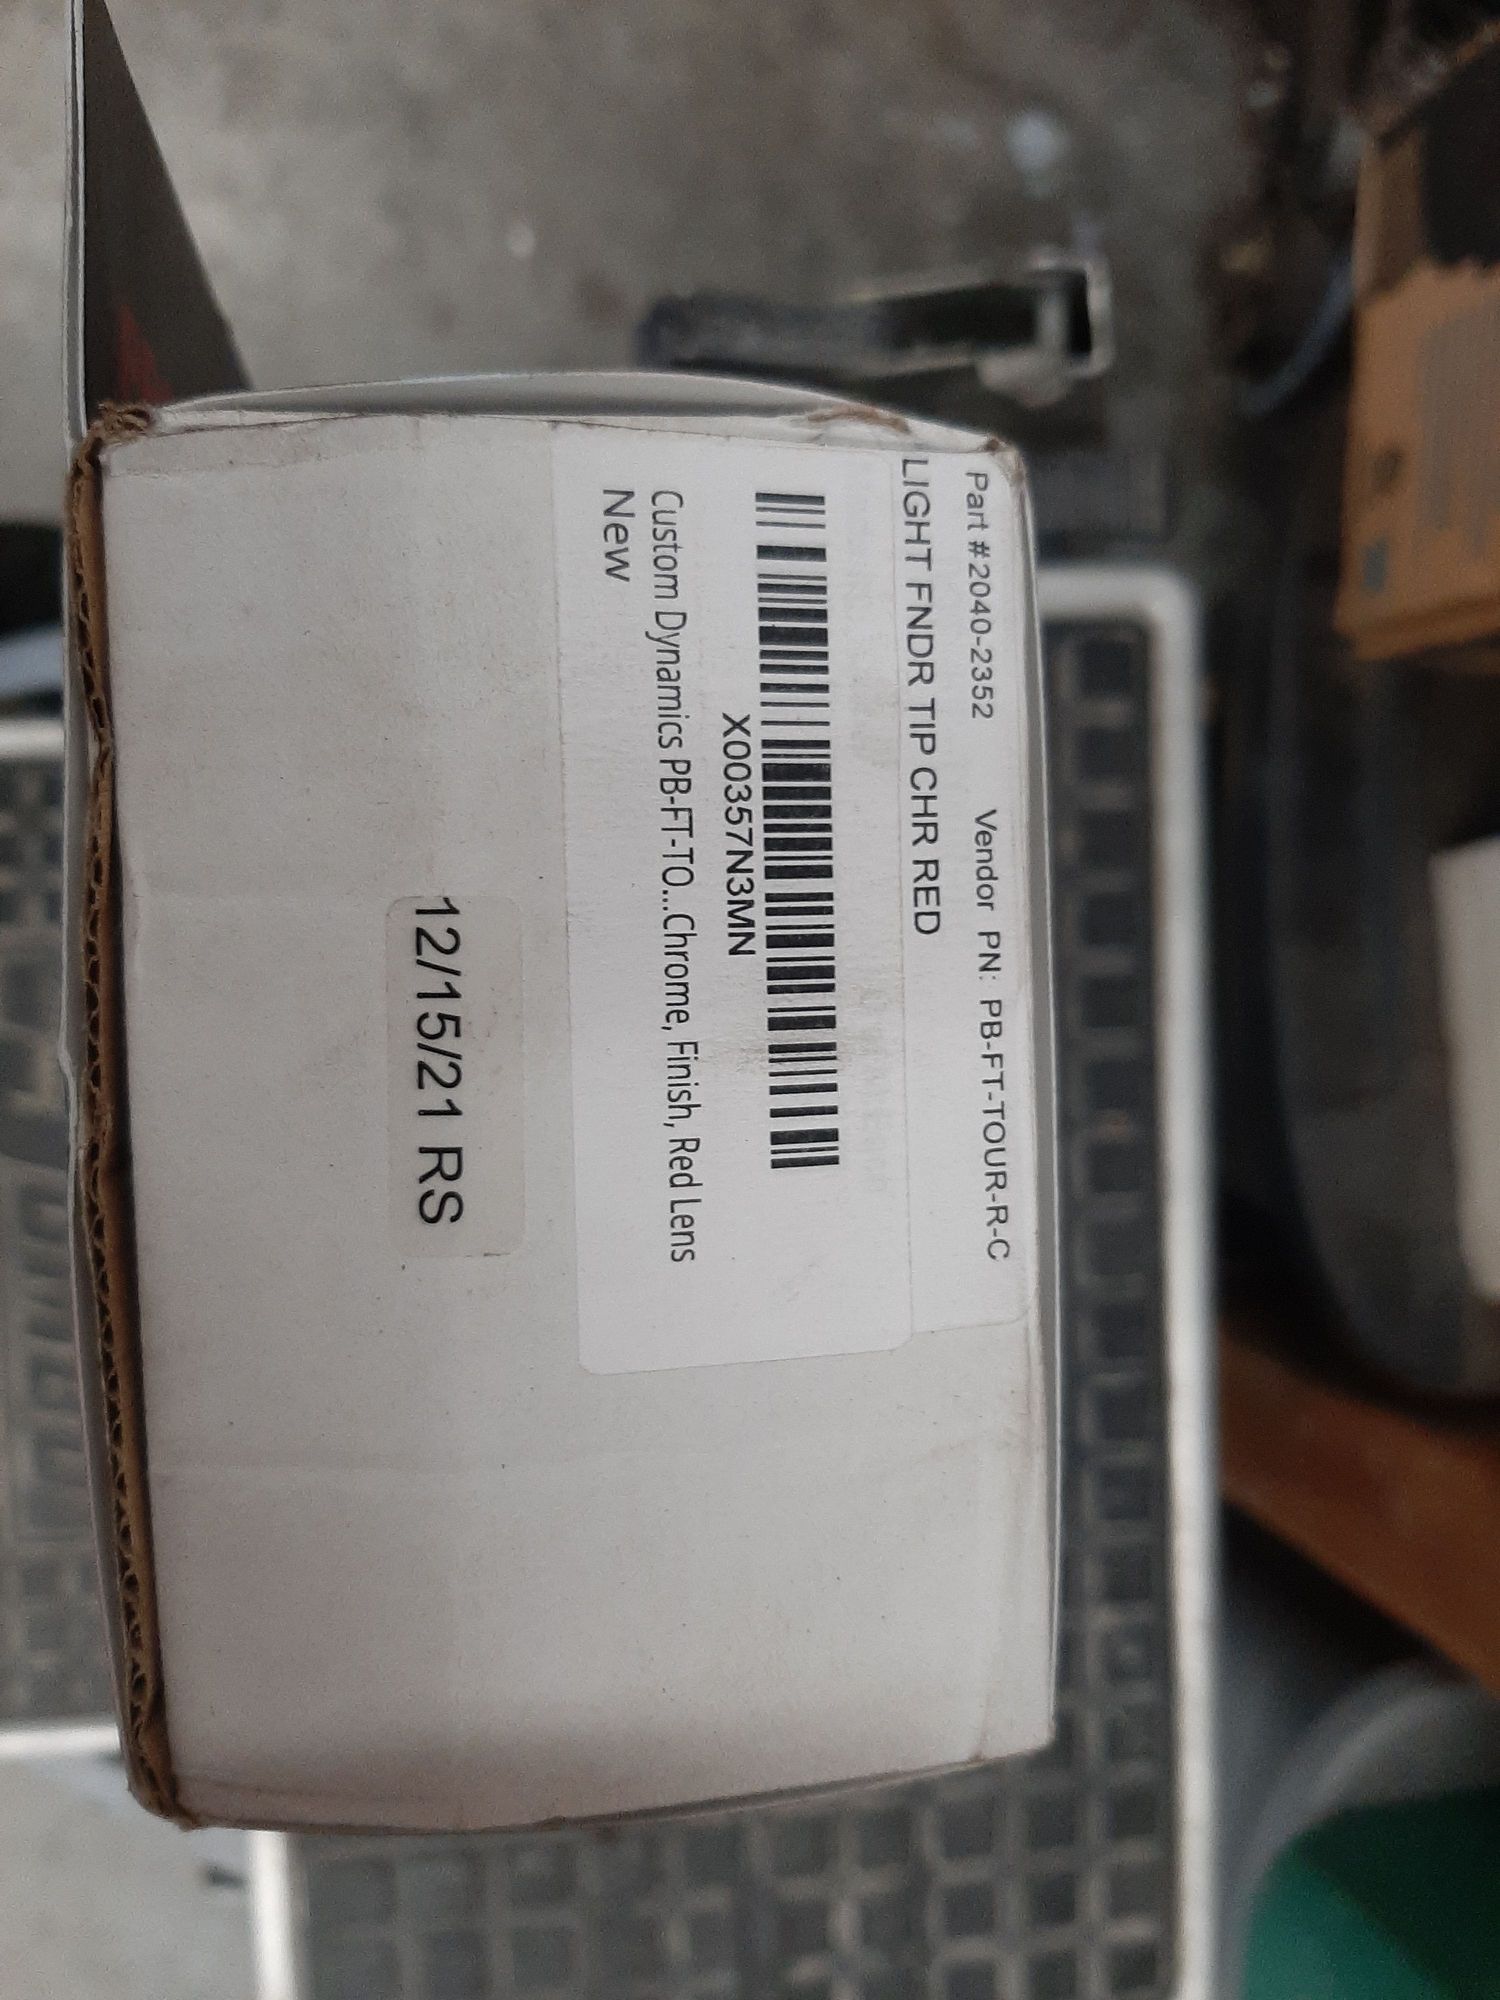 Part #2040-2352 Vendor PN: PB-FT-TOUR-R-C
LIGHT FNDR TIP CHR RED
X00357N3MN
Custom Dynamics PB-FT-TO...Chrome, Finish, Red Lens
New
12/15/21 RS